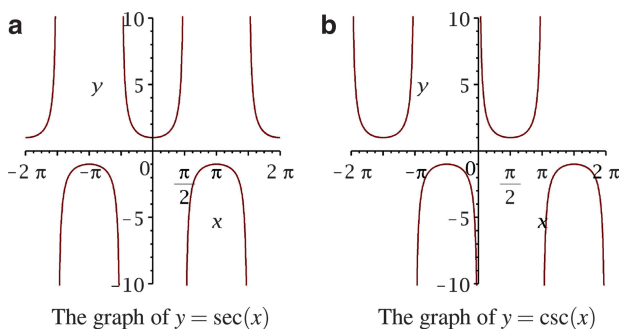 a
10
y
5
−2 π
−π
0
π/2
π
2 π
−5
x
−10
The graph of y = sec(x)
b
10
y
5
−2 π
−π
0
π/2
π
2 π
−5
x
−10
The graph of y = csc(x)